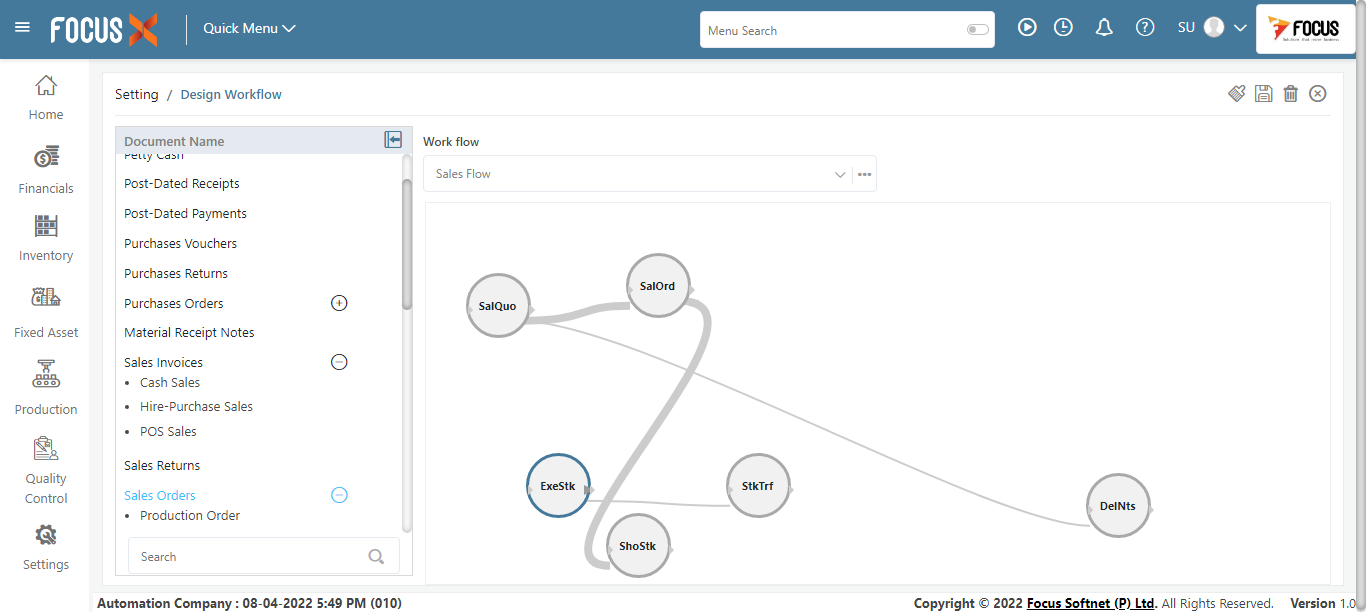 FOCUS X
Quick Menu
Menu Search
SU
FOCUS
Setting / Design Workflow
Home
Financials
Inventory
Fixed Asset
Production
Quality
Control
Settings
Document Name
Petty Cash
Post-Dated Receipts
Post-Dated Payments
Purchases Vouchers
Purchases Returns
Purchases Orders
Material Receipt Notes
Sales Invoices
• Cash Sales
• Hire-Purchase Sales
• POS Sales
Sales Returns
Sales Orders
• Production Order
Search
Work flow
Sales Flow
SalQuo
SalOrd
ExeStk
StkTrf
ShoStk
DelNts
Automation Company : 08-04-2022 5:49 PM (010)
Copyright © 2022 Focus Softnet (P) Ltd. All Rights Reserved. Version 1.0